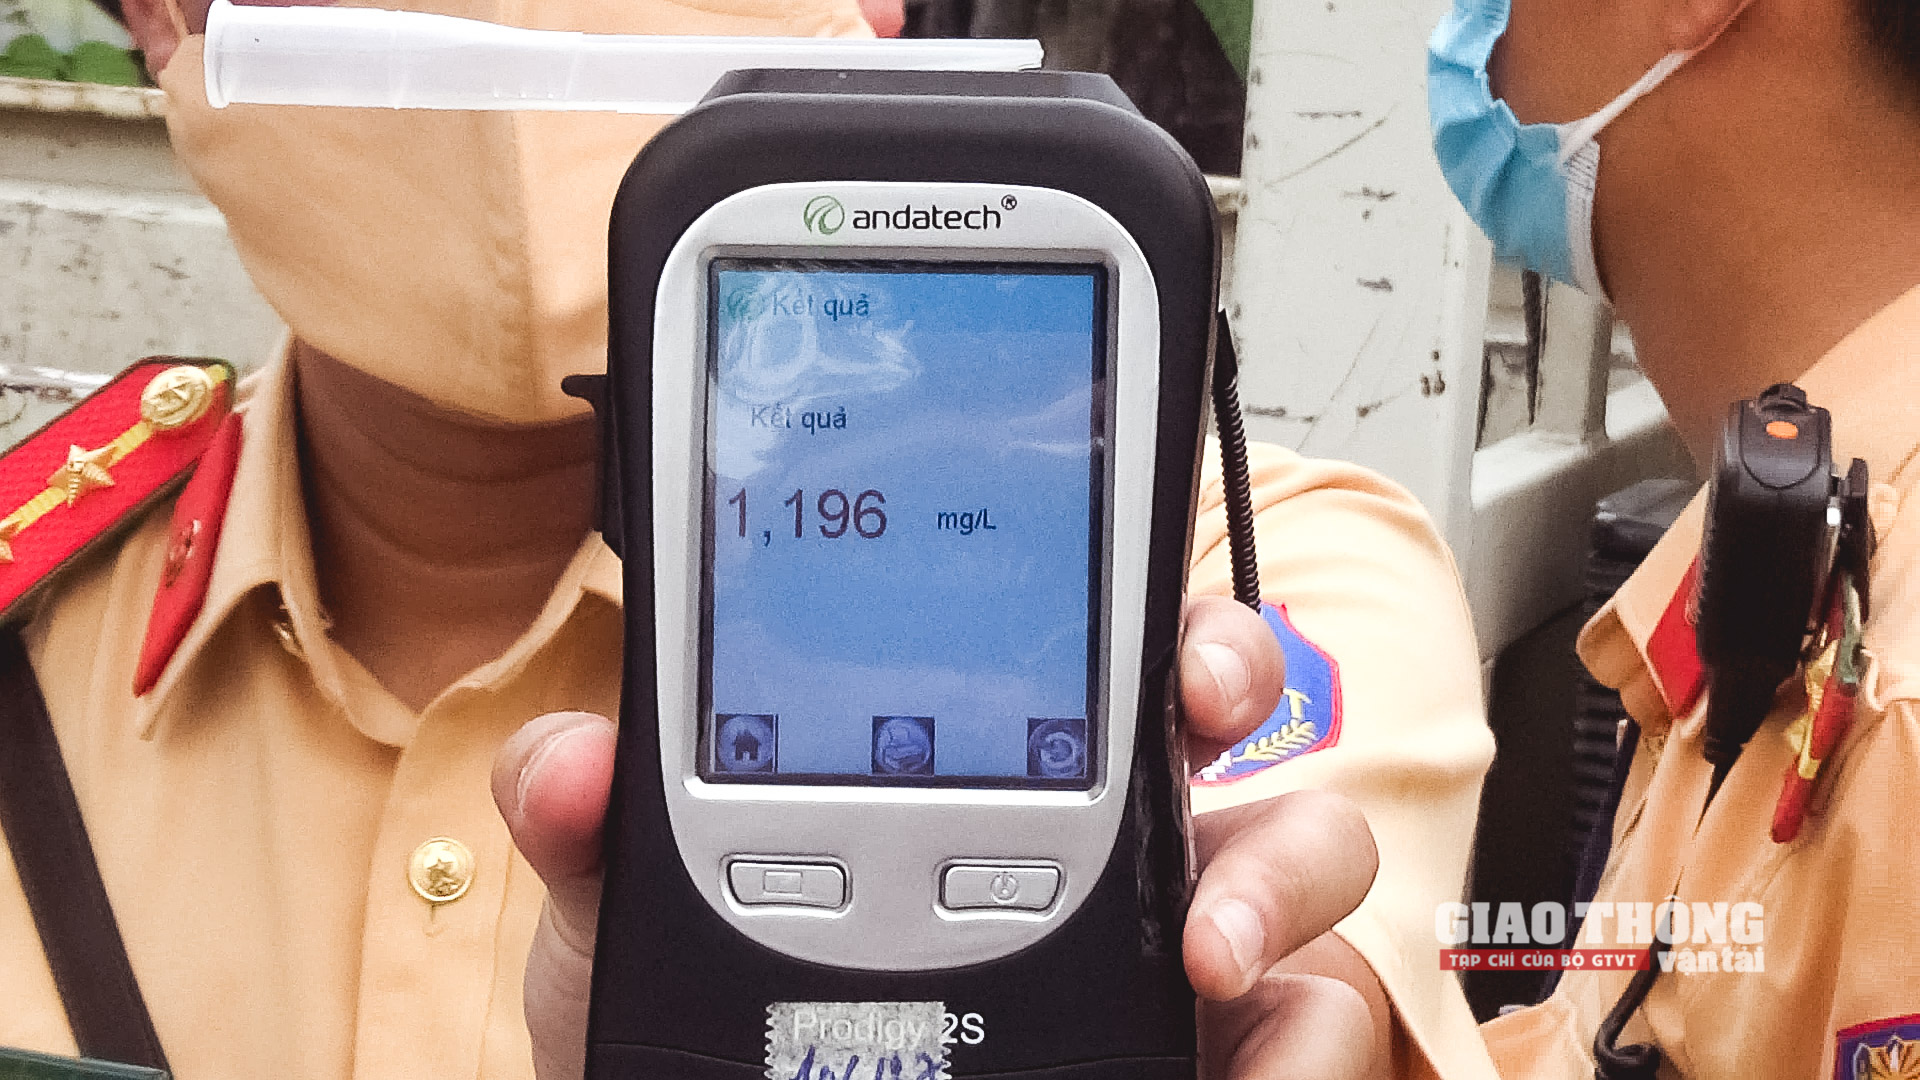 andatech®
Kết quả
Kết quả
1,196 mg/L
Prodigy 2S
GIAO THÔNG
TẠP CHÍ CỦA BỘ GTVT vận tải